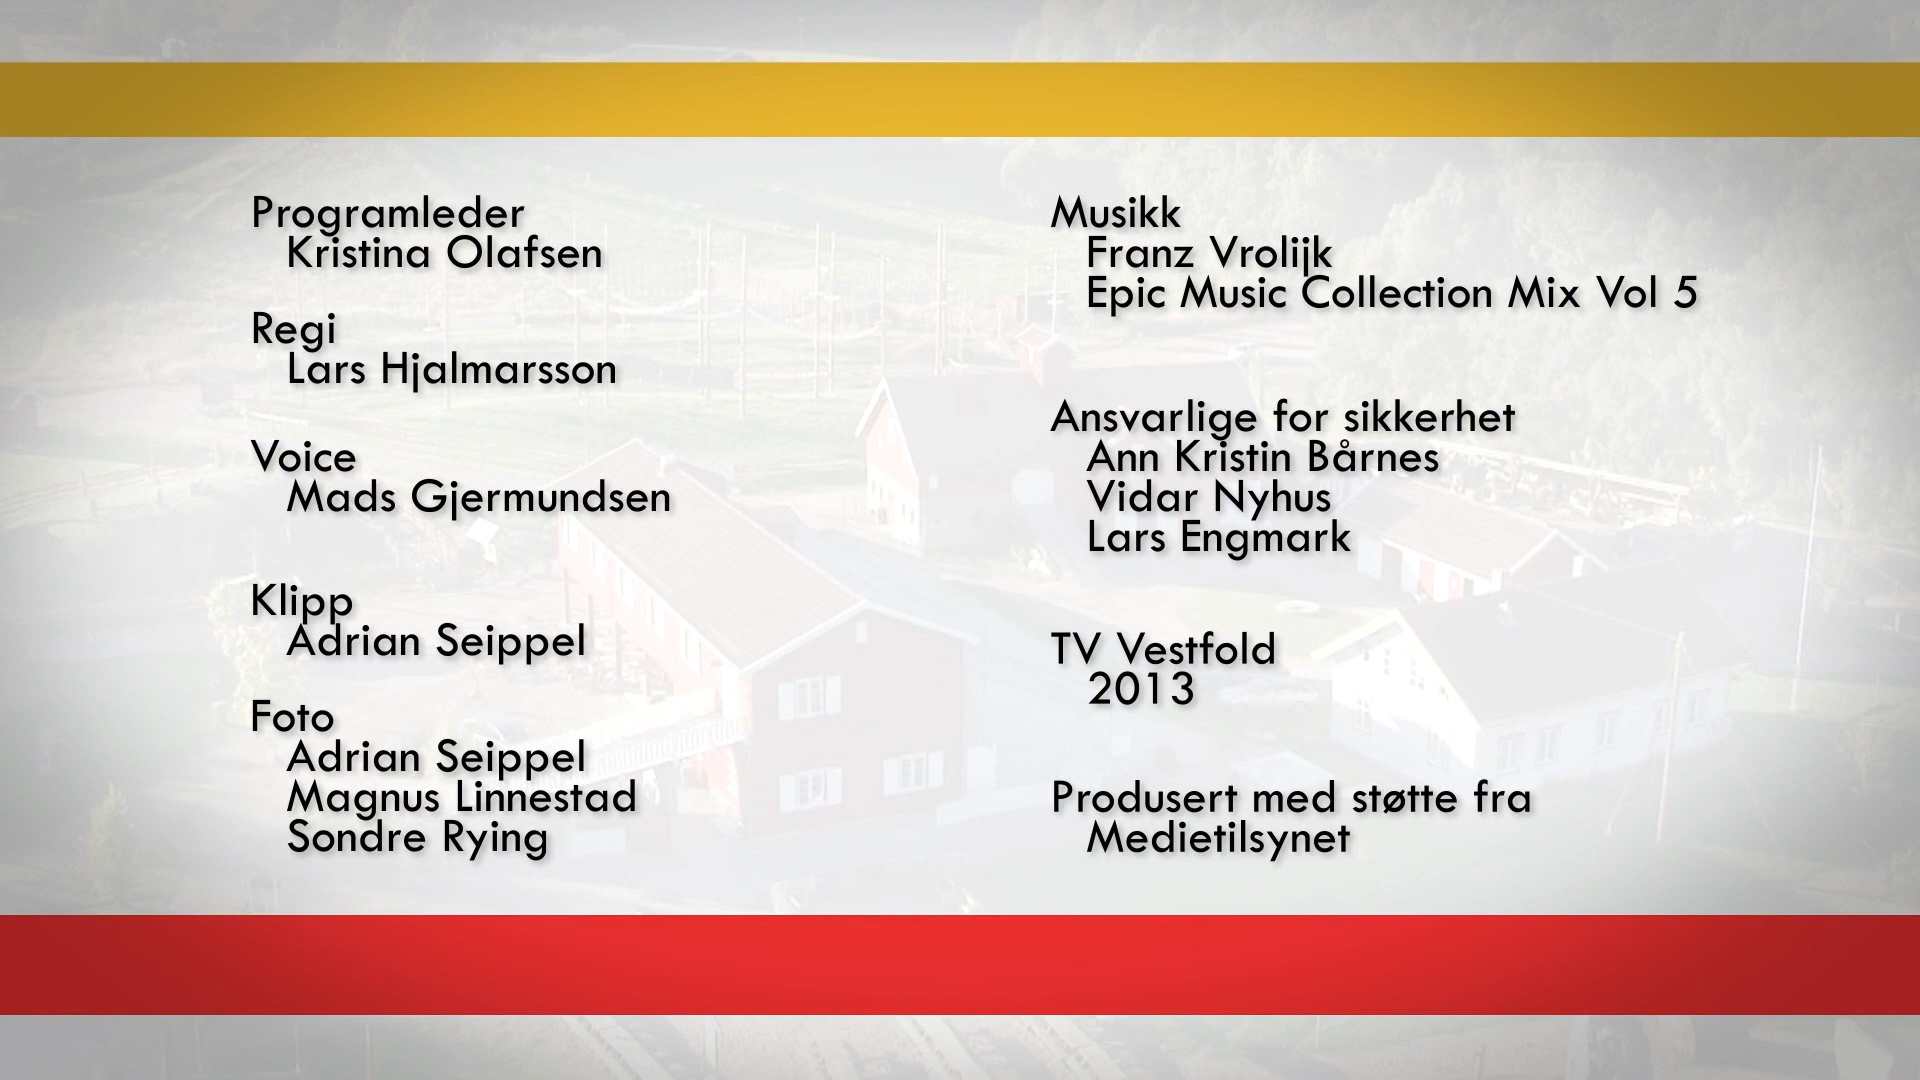 Programleder
Kristina Olafsen
Regi
Lars Hjalmarsson
Voice
Mads Gjermundsen
Klipp
Adrian Seippel
Foto
Adrian Seippel
Magnus Linnestad
Sondre Rying
Musikk
Franz Vrolijk
Epic Music Collection Mix Vol 5
Ansvarlige for sikkerhet
Ann Kristin Bårnes
Vidar Nyhus
Lars Engmark
TV Vestfold
2013
Produsert med støtte fra
Medietilsynet